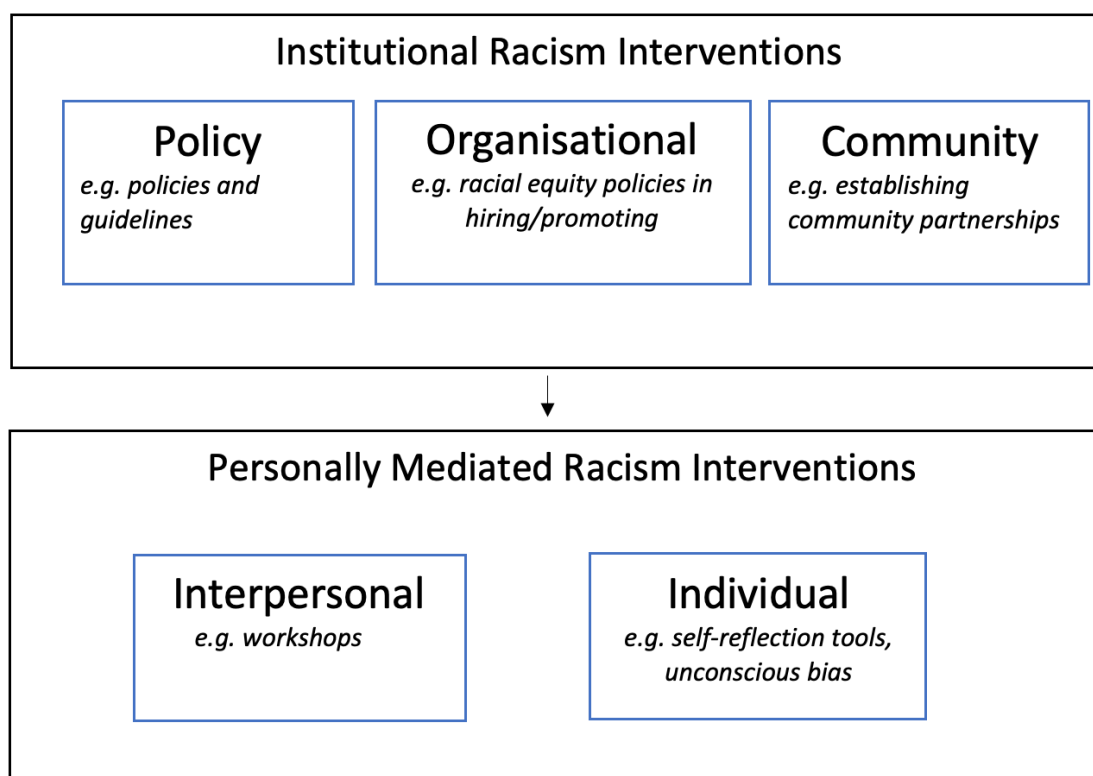 Institutional Racism Interventions
Policy
e.g. policies and
guidelines
Organisational
e.g. racial equity policies in
hiring/promoting
Community
e.g. establishing
community partnerships
Personally Mediated Racism Interventions
Interpersonal
e.g. workshops
Individual
e.g. self-reflection tools,
unconscious bias